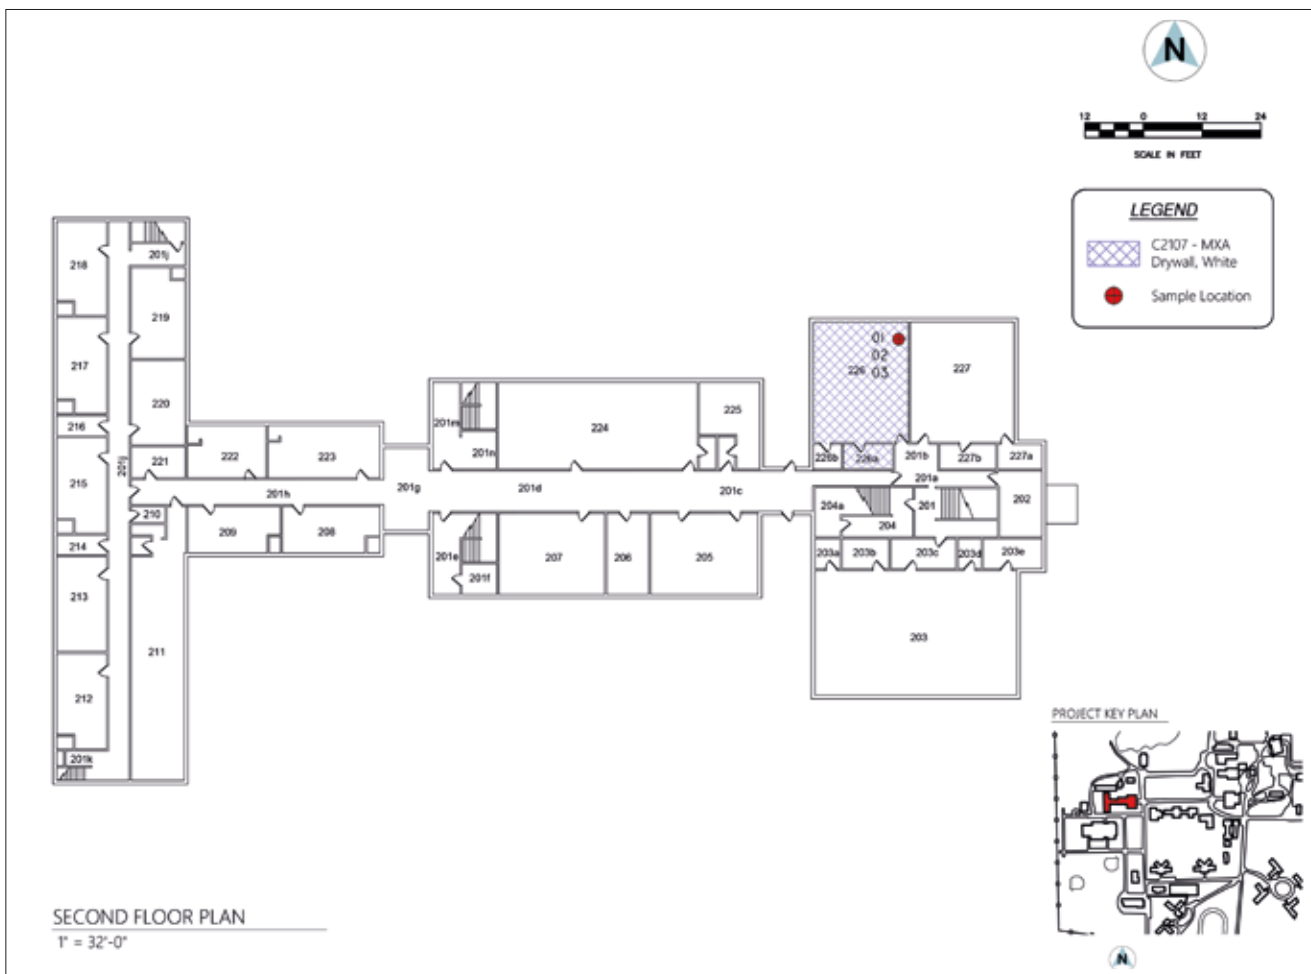 N
12 0 12 24
SCALE IN FEET
LEGEND
C2107 - MXA
Drywall, White
Sample Location
218
201j
219
217
220
216
221
201j
215
222
223
201h
210
209
208
214
213
211
212
201k
201g
201m
201n
224
225
201d
201c
201e
201f
207
206
205
01
02
226 03
227
226b
226a
201b
227b
227a
201a
202
204a
204
201
203a
203b
203c
203d
203e
203
PROJECT KEY PLAN
N
SECOND FLOOR PLAN
1" = 32'-0"